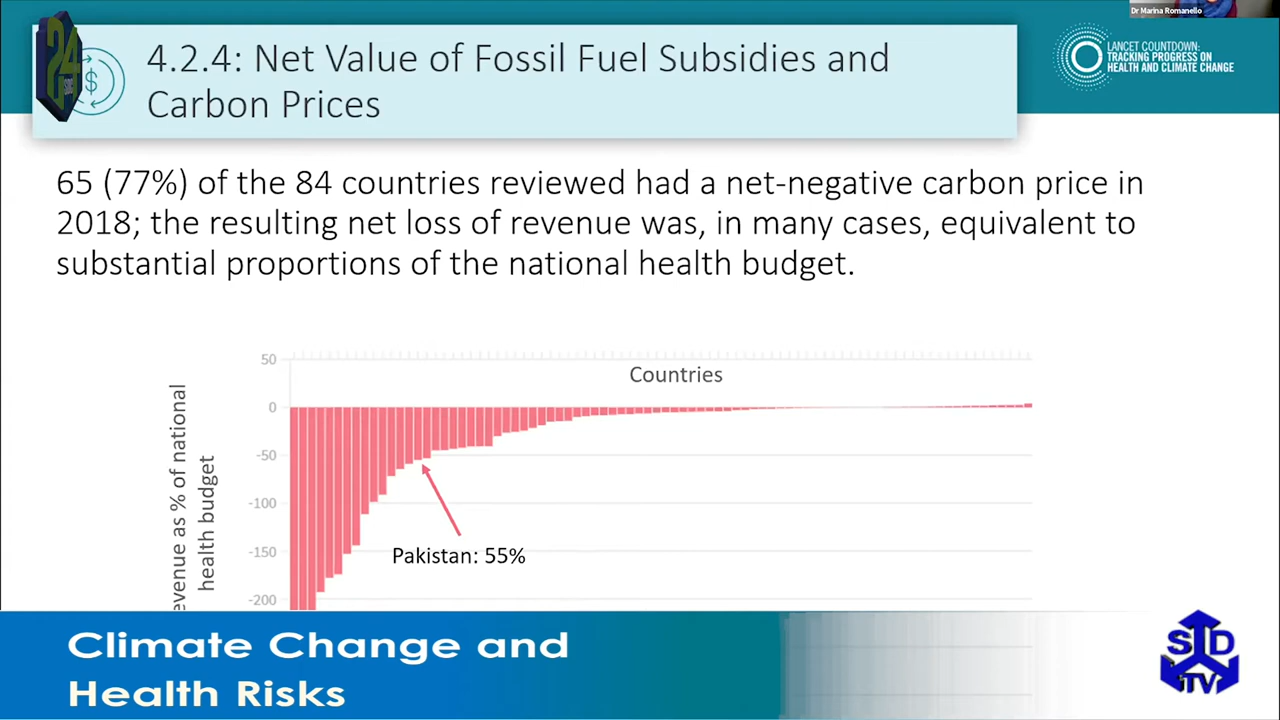 Dr Marina Romanello
4.2.4: Net Value of Fossil Fuel Subsidies and
Carbon Prices
LANCET COUNTDOWN:
TRACKING PROGRESS ON
HEALTH AND CLIMATE CHANGE
24
$
65 (77%) of the 84 countries reviewed had a net-negative carbon price in
2018; the resulting net loss of revenue was, in many cases, equivalent to
substantial proportions of the national health budget.
50
Countries
0
-50
-100
-150
-200
evenue as % of national
health budget
Pakistan: 55%
Climate Change and
Health Risks
SD
TV